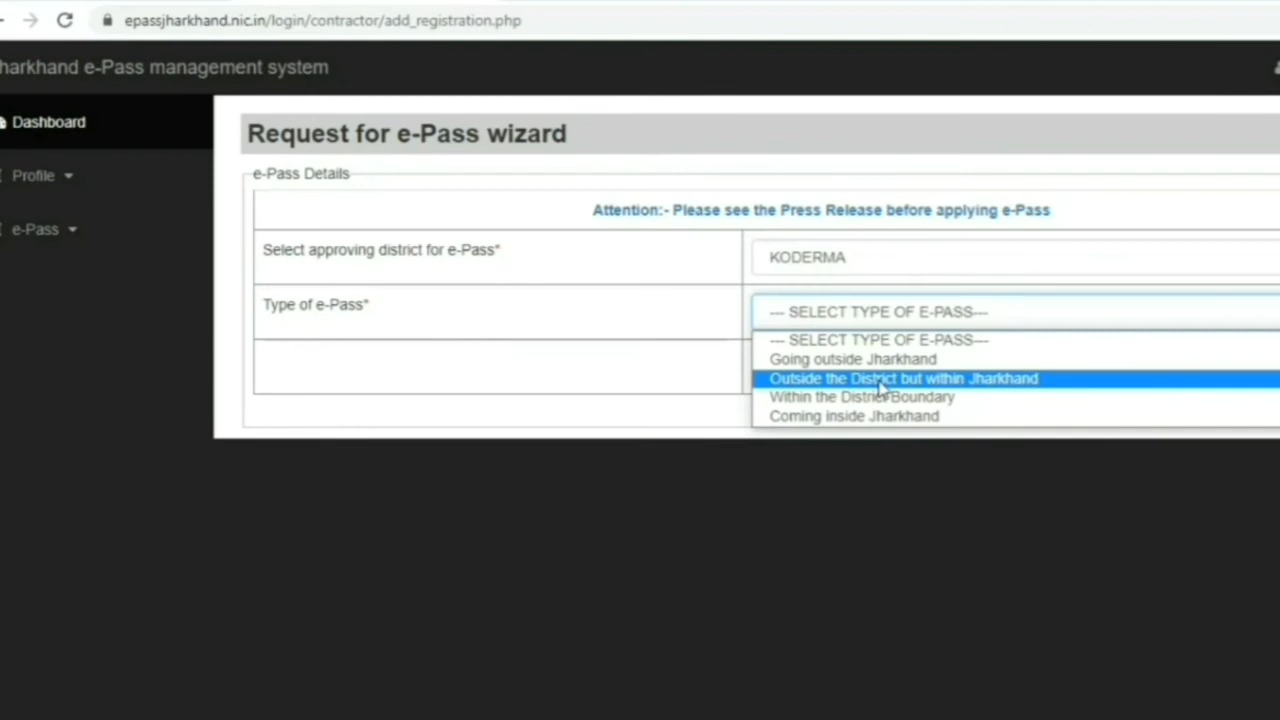 epassjharkhand.nic.in/login/contractor/add_registration.php
harkhand e-Pass management system
Dashboard
Profile
e-Pass
Request for e-Pass wizard
e-Pass Details
Attention:- Please see the Press Release before applying e-Pass
Select approving district for e-Pass*
KODERMA
Type of e-Pass*
--- SELECT TYPE OF E-PASS---
--- SELECT TYPE OF E-PASS---
Going outside Jharkhand
Outside the District but within Jharkhand
Within the District Boundary
Coming inside Jharkhand